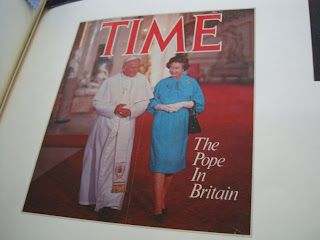 TIME
The
Pope
In
Britain